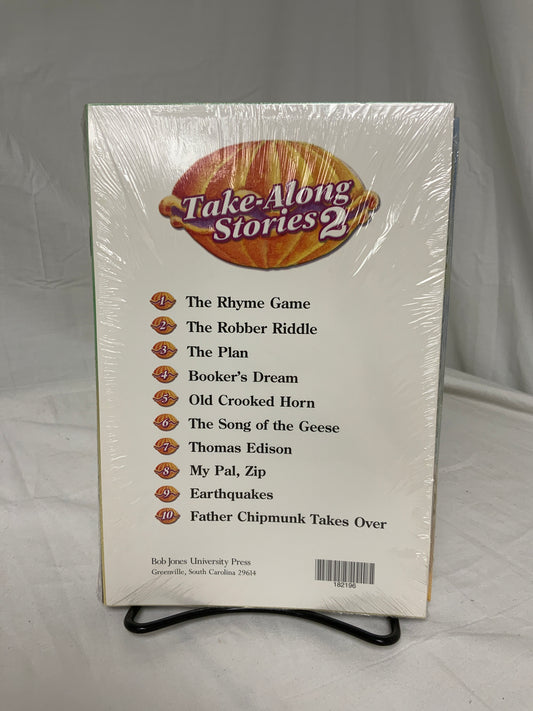 Take-Along
Stories 2
1 The Rhyme Game
2 The Robber Riddle
3 The Plan
4 Booker's Dream
5 Old Crooked Horn
6 The Song of the Geese
7 Thomas Edison
8 My Pal, Zip
9 Earthquakes
10 Father Chipmunk Takes Over
Bob Jones University Press
Greenville, South Carolina 29614
182196